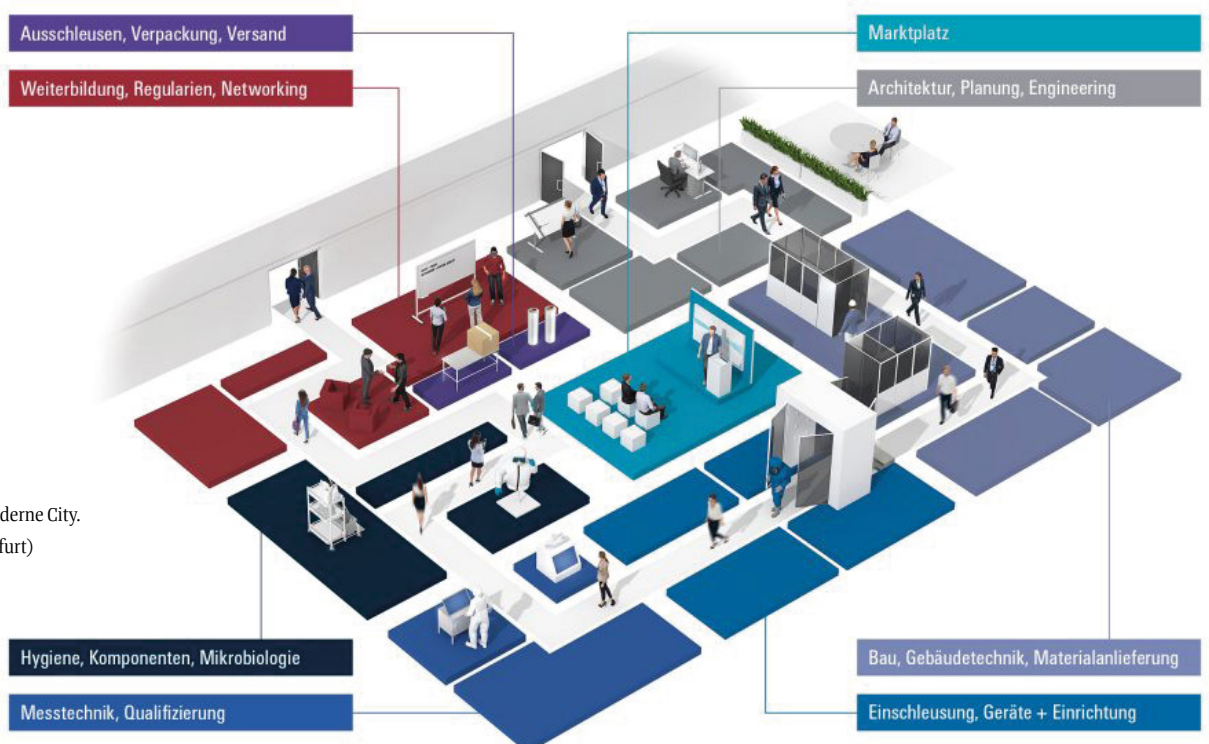 Ausschleusen, Verpackung, Versand
Marktplatz
Weiterbildung, Regularien, Networking
Architektur, Planung, Engineering
derne City.
furt)
Hygiene, Komponenten, Mikrobiologie
Bau, Gebäudetechnik, Materialanlieferung
Messtechnik, Qualifizierung
Einschleusung, Geräte + Einrichtung